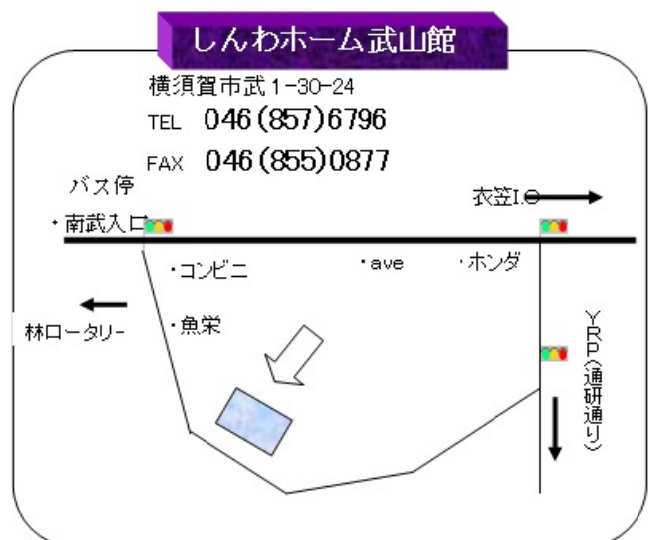 しんわホーム武山館
横須賀市武1-30-24
TEL 046(857)6796
FAX 046(855)0877
バス停
・南武入口
衣笠I.C
・コンビニ
・ave
・ホンダ
林ロータリー
・魚栄
YRP(通研通り)